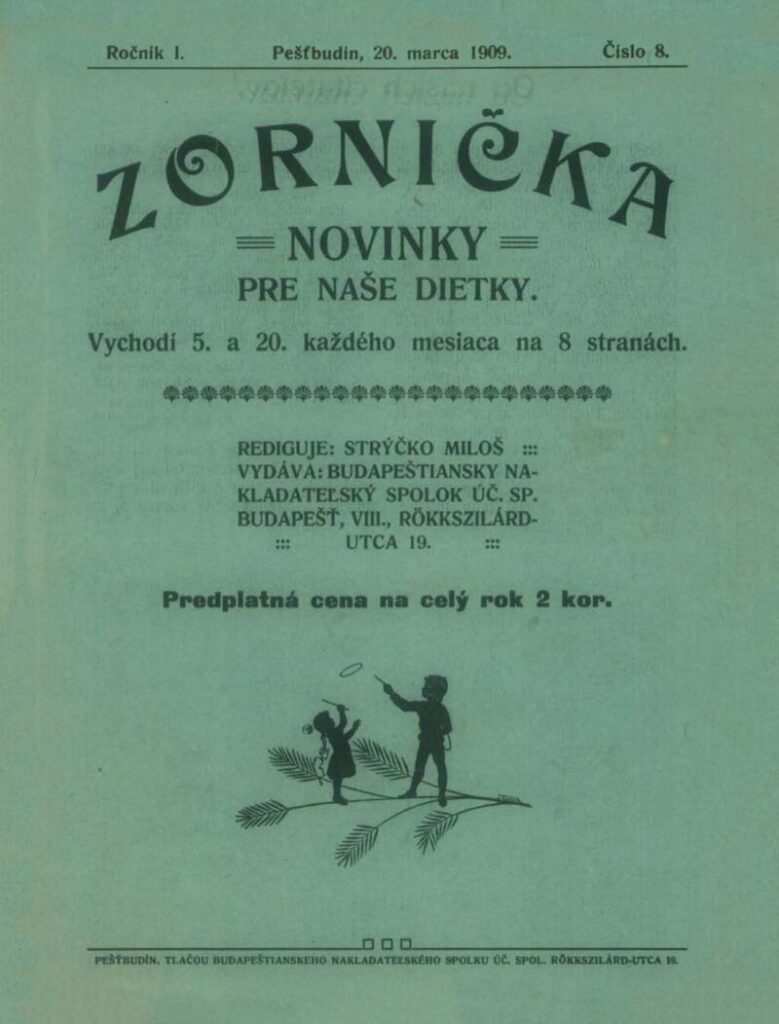 Ročník I. Pešťbudín, 20. marca 1909. Číslo 8.
ZORNIČKA
NOVINKY
PRE NAŠE DIETKY.
Vychodí 5. a 20. každého mesiaca na 8 stranách.
REDIGUJE: STRÝČKO MILOŠ :::
VYDÁVA: BUDAPEŠTIANSKY NA-
KLADATEĽSKÝ SPOLOK ÚČ. SP.
BUDAPEŠŤ, VIII., RÖKKSZILÁRD-
::: UTCA 19. :::
Predplatná cena na celý rok 2 kor.
PEŠŤBUDÍN. TLAČOU BUDAPEŠTIANSKEHO NAKLADATEĽSKÉHO SPOLKU ÚČ. SPOL. RÖKKSZILÁRD-UTCA 19.